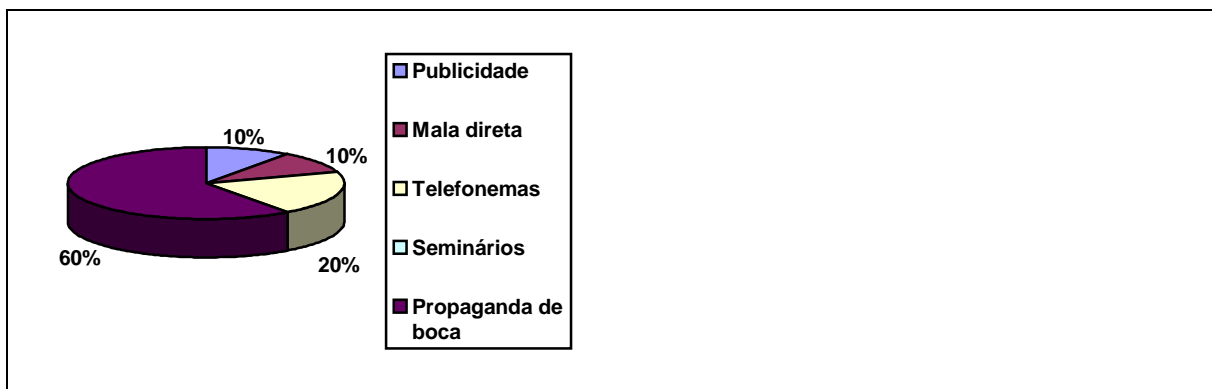 10%
10%
60%
20%
Publicidade
Mala direta
Telefonemas
Seminários
Propaganda de
boca